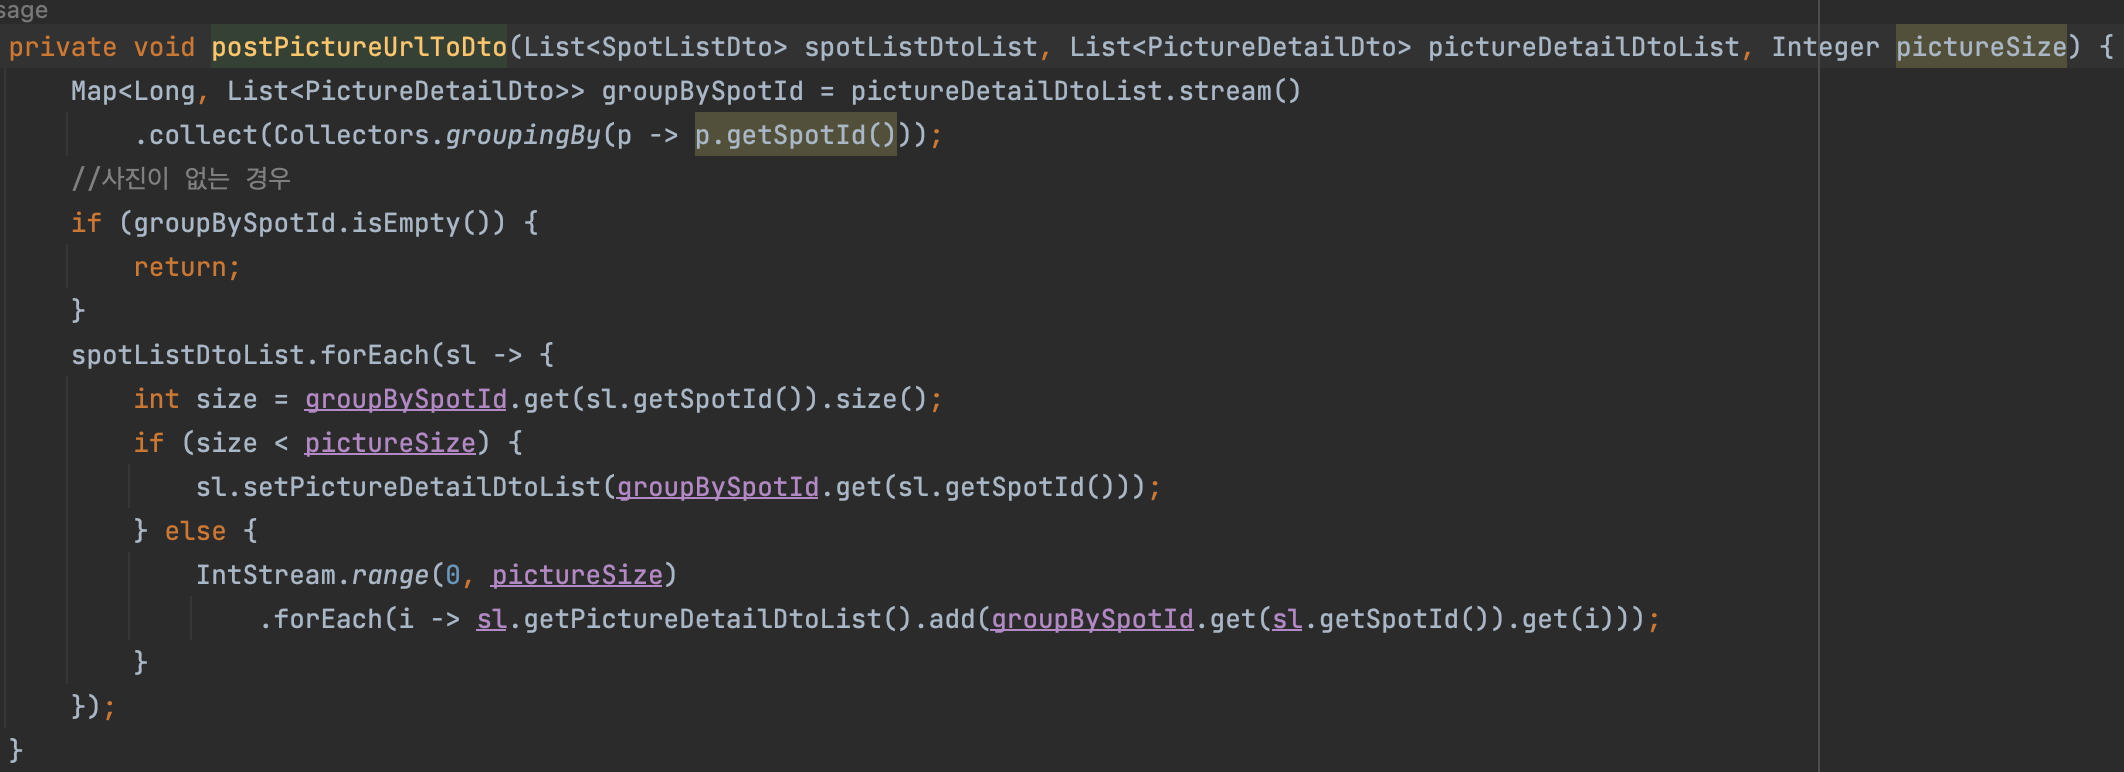 sage
private void postPictureUrlToDto(List<SpotListDto> spotListDtoList, List<PictureDetailDto> pictureDetailDtoList, Integer pictureSize) {
    Map<Long, List<PictureDetailDto>> groupBySpotId = pictureDetailDtoList.stream()
        .collect(Collectors.groupingBy(p -> p.getSpotId()));
    //사진이 없는 경우
    if (groupBySpotId.isEmpty()) {
        return;
    }
    spotListDtoList.forEach(sl -> {
        int size = groupBySpotId.get(sl.getSpotId()).size();
        if (size < pictureSize) {
            sl.setPictureDetailDtoList(groupBySpotId.get(sl.getSpotId()));
        } else {
            IntStream.range(0, pictureSize)
                .forEach(i -> sl.getPictureDetailDtoList().add(groupBySpotId.get(sl.getSpotId()).get(i)));
        }
    });
}